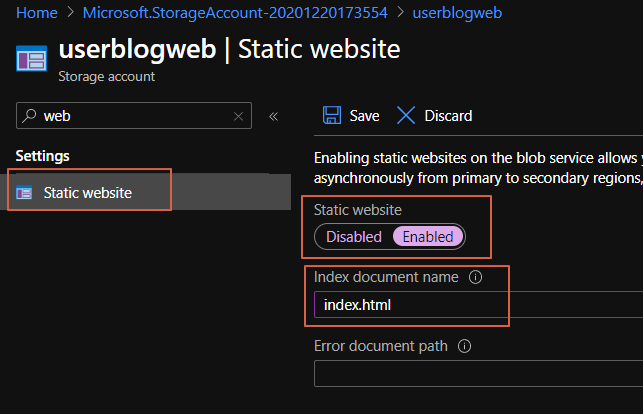 Home > Microsoft.StorageAccount-20201220173554 > userblogweb
userblogweb | Static website
Storage account
web
Save
Discard
Settings
Static website
Enabling static websites on the blob service allows
asynchronously from primary to secondary regions,
Static website
Disabled Enabled
Index document name
index.html
Error document path